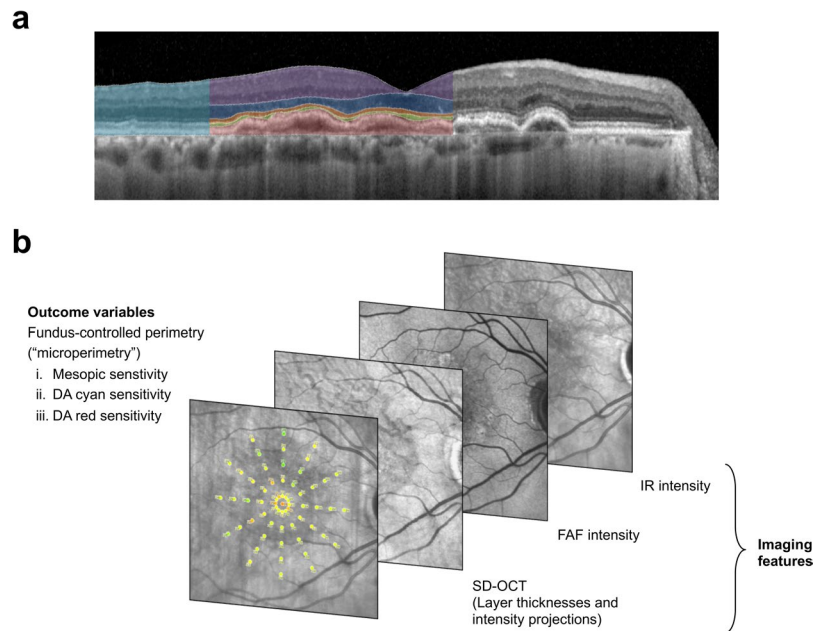 a
b
Outcome variables
Fundus-controlled perimetry
(“microperimetry”)
i. Mesopic senstivity
ii. DA cyan sensitivity
iii. DA red sensitivity
IR intensity
FAF intensity
SD-OCT
(Layer thicknesses and
intensity projections)
Imaging
features